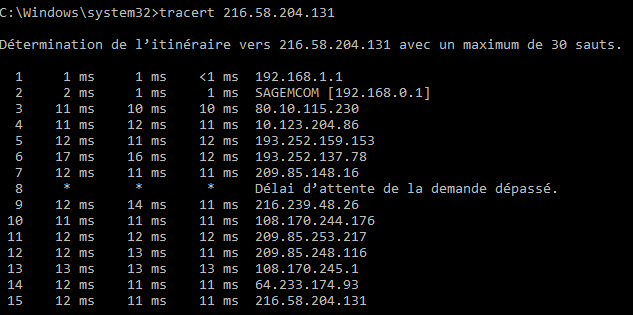 C:\Windows\system32>tracert 216.58.204.131
Détermination de l’itinéraire vers 216.58.204.131 avec un maximum de 30 sauts.
1 1 ms 1 ms <1 ms 192.168.1.1
2 2 ms 1 ms 1 ms SAGEMCOM [192.168.0.1]
3 11 ms 10 ms 10 ms 80.10.115.230
4 11 ms 12 ms 11 ms 10.123.204.86
5 12 ms 11 ms 12 ms 193.252.159.153
6 17 ms 16 ms 12 ms 193.252.137.78
7 12 ms 11 ms 11 ms 209.85.148.16
8 * * * Délai d’attente de la demande dépassé.
9 12 ms 14 ms 11 ms 216.239.48.26
10 11 ms 11 ms 11 ms 108.170.244.176
11 12 ms 12 ms 12 ms 209.85.253.217
12 12 ms 13 ms 11 ms 209.85.248.116
13 13 ms 13 ms 13 ms 108.170.245.1
14 12 ms 11 ms 11 ms 64.233.174.93
15 12 ms 11 ms 11 ms 216.58.204.131